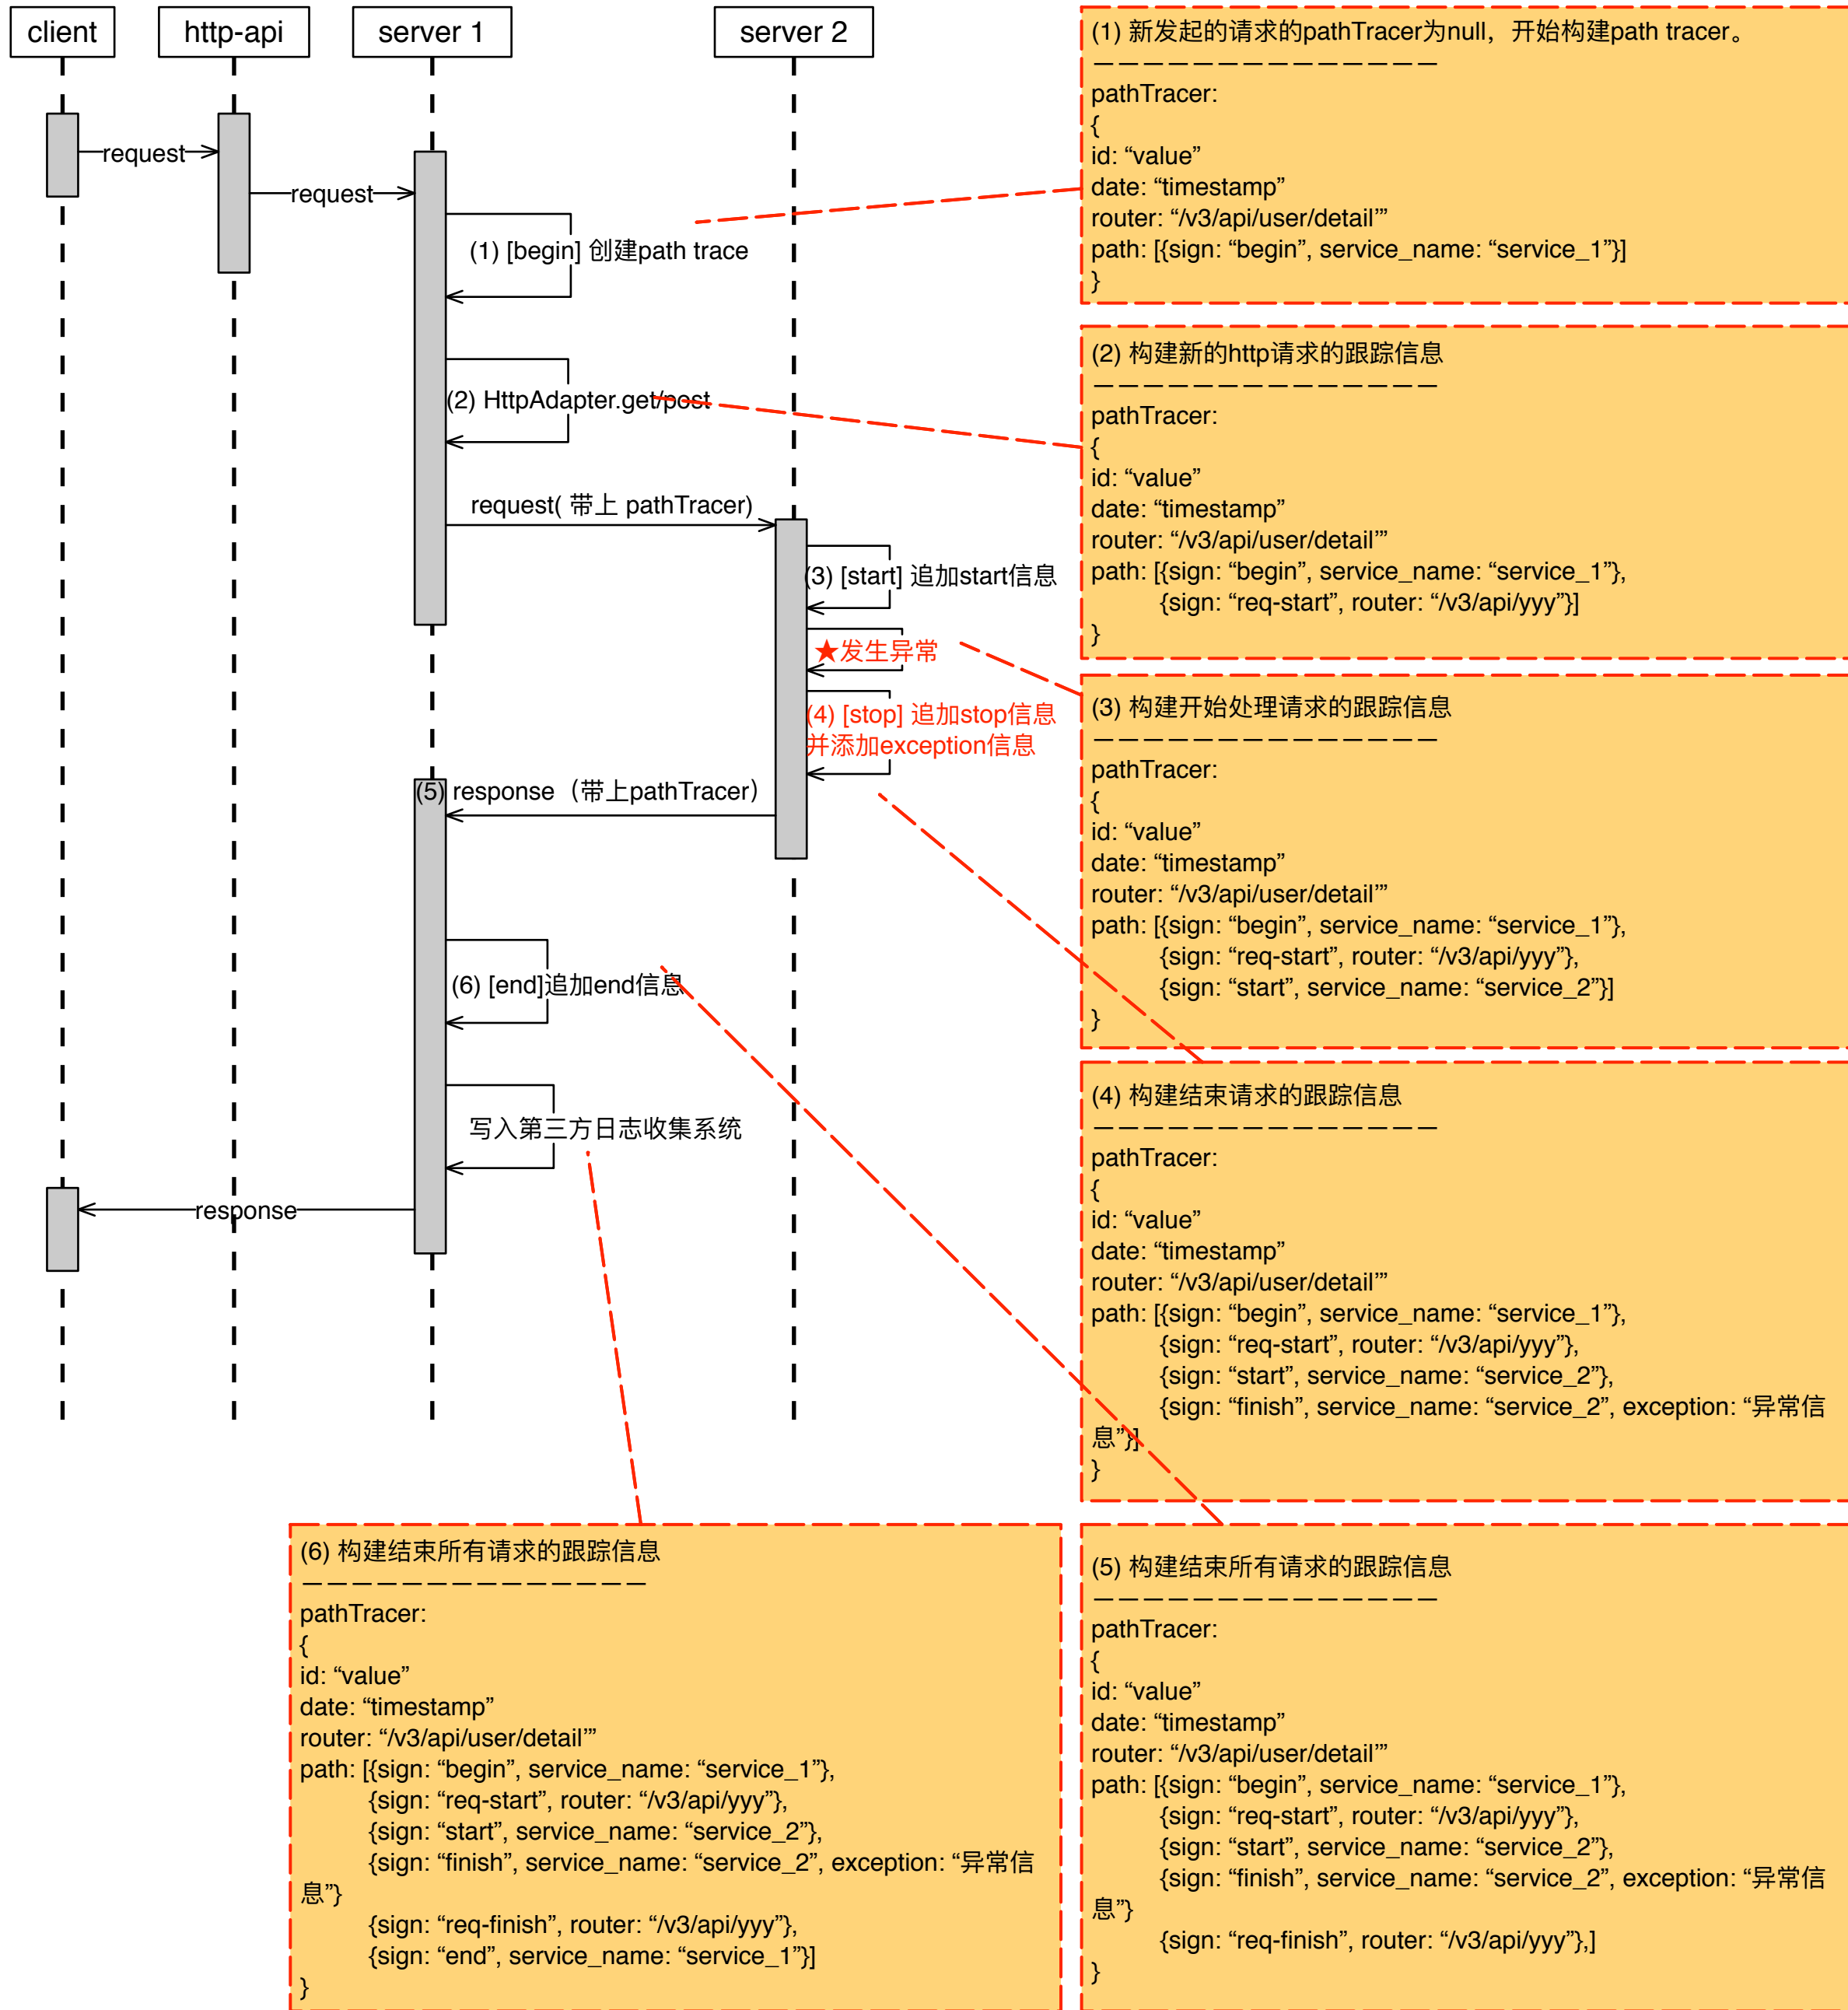 client
http-api
server 1
server 2
request
request
(1) [begin] 创建path trace
(2) HttpAdapter.get/post
request( 带上 pathTracer)
(3) [start] 追加start信息
★发生异常
(4) [stop] 追加stop信息
并添加exception信息
(5) response（带上pathTracer）
(6) [end]追加end信息
写入第三方日志收集系统
response
(1) 新发起的请求的pathTracer为null，开始构建path tracer。
——————————————
pathTracer:
{
id: “value”
date: “timestamp”
router: “/v3/api/user/detail’”
path: [{sign: “begin”, service_name: “service_1”}]
}
(2) 构建新的http请求的跟踪信息
——————————————
pathTracer:
{
id: “value”
date: “timestamp”
router: “/v3/api/user/detail’”
path: [{sign: “begin”, service_name: “service_1”},
{sign: “req-start”, router: “/v3/api/yyy”}]
}
(3) 构建开始处理请求的跟踪信息
——————————————
pathTracer:
{
id: “value”
date: “timestamp”
router: “/v3/api/user/detail’”
path: [{sign: “begin”, service_name: “service_1”},
{sign: “req-start”, router: “/v3/api/yyy”},
{sign: “start”, service_name: “service_2”}]
}
(4) 构建结束请求的跟踪信息
——————————————
pathTracer:
{
id: “value”
date: “timestamp”
router: “/v3/api/user/detail’”
path: [{sign: “begin”, service_name: “service_1”},
{sign: “req-start”, router: “/v3/api/yyy”},
{sign: “start”, service_name: “service_2”},
{sign: “finish”, service_name: “service_2”, exception: “异常信
息”}]
}
(6) 构建结束所有请求的跟踪信息
——————————————
pathTracer:
{
id: “value”
date: “timestamp”
router: “/v3/api/user/detail’”
path: [{sign: “begin”, service_name: “service_1”},
{sign: “req-start”, router: “/v3/api/yyy”},
{sign: “start”, service_name: “service_2”},
{sign: “finish”, service_name: “service_2”, exception: “异常信
息”}
{sign: “req-finish”, router: “/v3/api/yyy”},
{sign: “end”, service_name: “service_1”}]
}
(5) 构建结束所有请求的跟踪信息
——————————————
pathTracer:
{
id: “value”
date: “timestamp”
router: “/v3/api/user/detail’”
path: [{sign: “begin”, service_name: “service_1”},
{sign: “req-start”, router: “/v3/api/yyy”},
{sign: “start”, service_name: “service_2”},
{sign: “finish”, service_name: “service_2”, exception: “异常信
息”}
{sign: “req-finish”, router: “/v3/api/yyy”},]
}